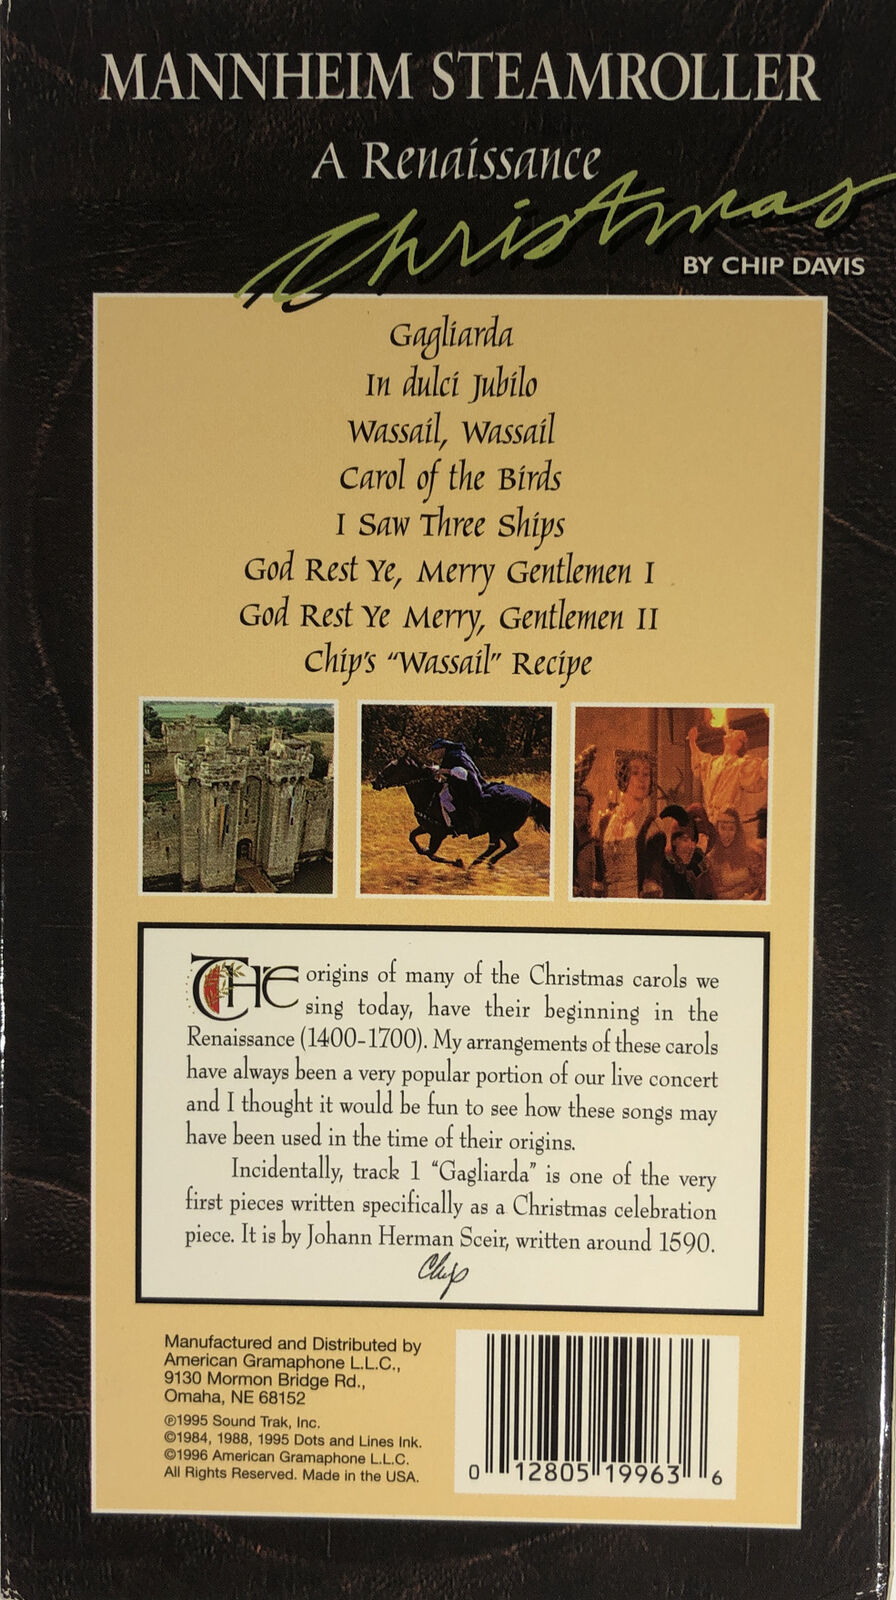 MANNHEIM STEAMROLLER
A Renaissance
Christmas
BY CHIP DAVIS
Gagliarda
In dulci Jubilo
Wassail, Wassail
Carol of the Birds
I Saw Three Ships
God Rest Ye, Merry Gentlemen I
God Rest Ye Merry, Gentlemen II
Chip's "Wassail" Recipe
The origins of many of the Christmas carols we
sing today, have their beginning in the
Renaissance (1400-1700). My arrangements of these carols
have always been a very popular portion of our live concert
and I thought it would be fun to see how these songs may
have been used in the time of their origins.
Incidentally, track 1 "Gagliarda" is one of the very
first pieces written specifically as a Christmas celebration
piece. It is by Johann Herman Sceir, written around 1590.
Chip
Manufactured and Distributed by
American Gramaphone L.L.C.,
9130 Mormon Bridge Rd.,
Omaha, NE 68152
℗1995 Sound Trak, Inc.
©1984, 1988, 1995 Dots and Lines Ink.
©1996 American Gramaphone L.L.C.
All Rights Reserved. Made in the USA.
0 12805 19963 6